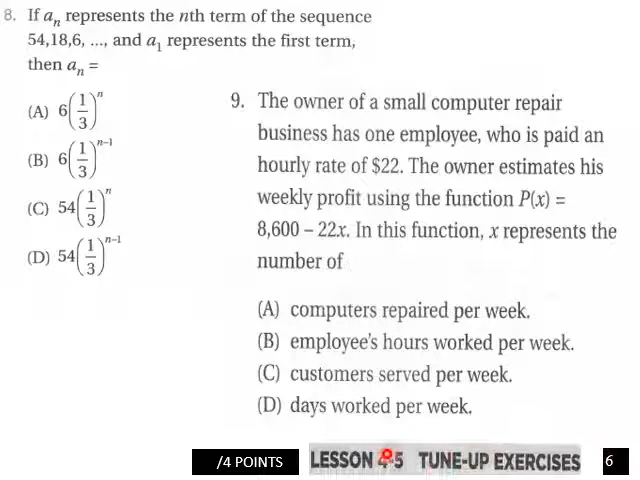 8. If aₙ represents the nth term of the sequence
54,18,6, ..., and a₁ represents the first term,
then aₙ =
(A) 6(1/3)ⁿ
(B) 6(1/3)ⁿ⁻¹
(C) 54(1/3)ⁿ
(D) 54(1/3)ⁿ⁻¹
9. The owner of a small computer repair
business has one employee, who is paid an
hourly rate of $22. The owner estimates his
weekly profit using the function P(x) =
8,600 – 22x. In this function, x represents the
number of
(A) computers repaired per week.
(B) employee's hours worked per week.
(C) customers served per week.
(D) days worked per week.
/4 POINTS
LESSON 4-5 TUNE-UP EXERCISES
6